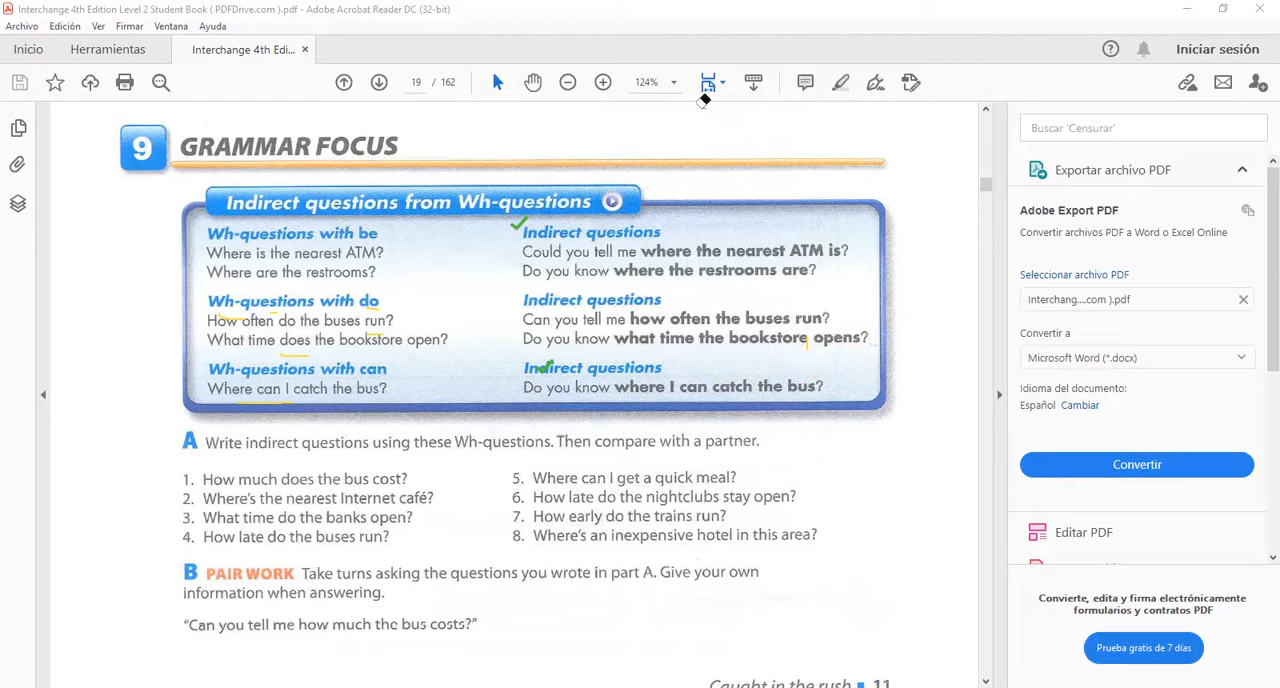 Interchange 4th Edition Level 2 Student Book ( PDFDrive.com ).pdf - Adobe Acrobat Reader DC (32-bit)
Archivo Edición Ver Firmar Ventana Ayuda
Inicio Herramientas Interchange 4th Edi... × Iniciar sesión
19 / 162 124%
9 GRAMMAR FOCUS
Indirect questions from Wh-questions
Wh-questions with be
Where is the nearest ATM?
Where are the restrooms?
Wh-questions with do
How often do the buses run?
What time does the bookstore open?
Wh-questions with can
Where can I catch the bus?
Indirect questions
Could you tell me where the nearest ATM is?
Do you know where the restrooms are?
Indirect questions
Can you tell me how often the buses run?
Do you know what time the bookstore opens?
Indirect questions
Do you know where I can catch the bus?
A Write indirect questions using these Wh-questions. Then compare with a partner.
1. How much does the bus cost?
2. Where's the nearest Internet café?
3. What time do the banks open?
4. How late do the buses run?
5. Where can I get a quick meal?
6. How late do the nightclubs stay open?
7. How early do the trains run?
8. Where's an inexpensive hotel in this area?
B PAIR WORK Take turns asking the questions you wrote in part A. Give your own
information when answering.
"Can you tell me how much the bus costs?"
Caught in the rush ■ 11
Buscar 'Censurar'
Exportar archivo PDF
Adobe Export PDF
Convertir archivos PDF a Word o Excel Online
Seleccionar archivo PDF
Interchang....com ).pdf
Convertir a
Microsoft Word (*.docx)
Idioma del documento:
Español Cambiar
Convertir
Editar PDF
Convierte, edita y firma electrónicamente
formularios y contratos PDF
Prueba gratis de 7 días